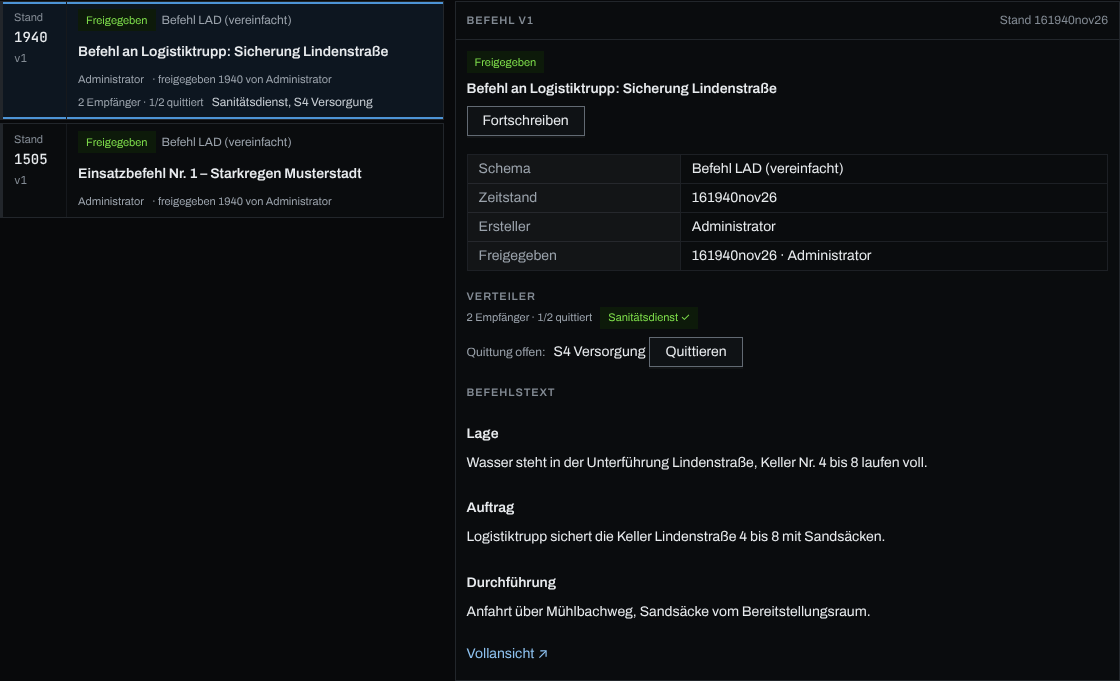 Stand
1940
v1
Freigegeben Befehl LAD (vereinfacht)
Befehl an Logistiktrupp: Sicherung Lindenstraße
Administrator · freigegeben 1940 von Administrator
2 Empfänger · 1/2 quittiert Sanitätsdienst, S4 Versorgung
Stand
1505
v1
Freigegeben Befehl LAD (vereinfacht)
Einsatzbefehl Nr. 1 – Starkregen Musterstadt
Administrator · freigegeben 1940 von Administrator
BEFEHL V1 Stand 161940nov26
Freigegeben
Befehl an Logistiktrupp: Sicherung Lindenstraße
Fortschreiben
Schema Befehl LAD (vereinfacht)
Zeitstand 161940nov26
Ersteller Administrator
Freigegeben 161940nov26 · Administrator
VERTEILER
2 Empfänger · 1/2 quittiert Sanitätsdienst ✓
Quittung offen: S4 Versorgung Quittieren
BEFEHLSTEXT
Lage
Wasser steht in der Unterführung Lindenstraße, Keller Nr. 4 bis 8 laufen voll.
Auftrag
Logistiktrupp sichert die Keller Lindenstraße 4 bis 8 mit Sandsäcken.
Durchführung
Anfahrt über Mühlbachweg, Sandsäcke vom Bereitstellungsraum.
Vollansicht ↗